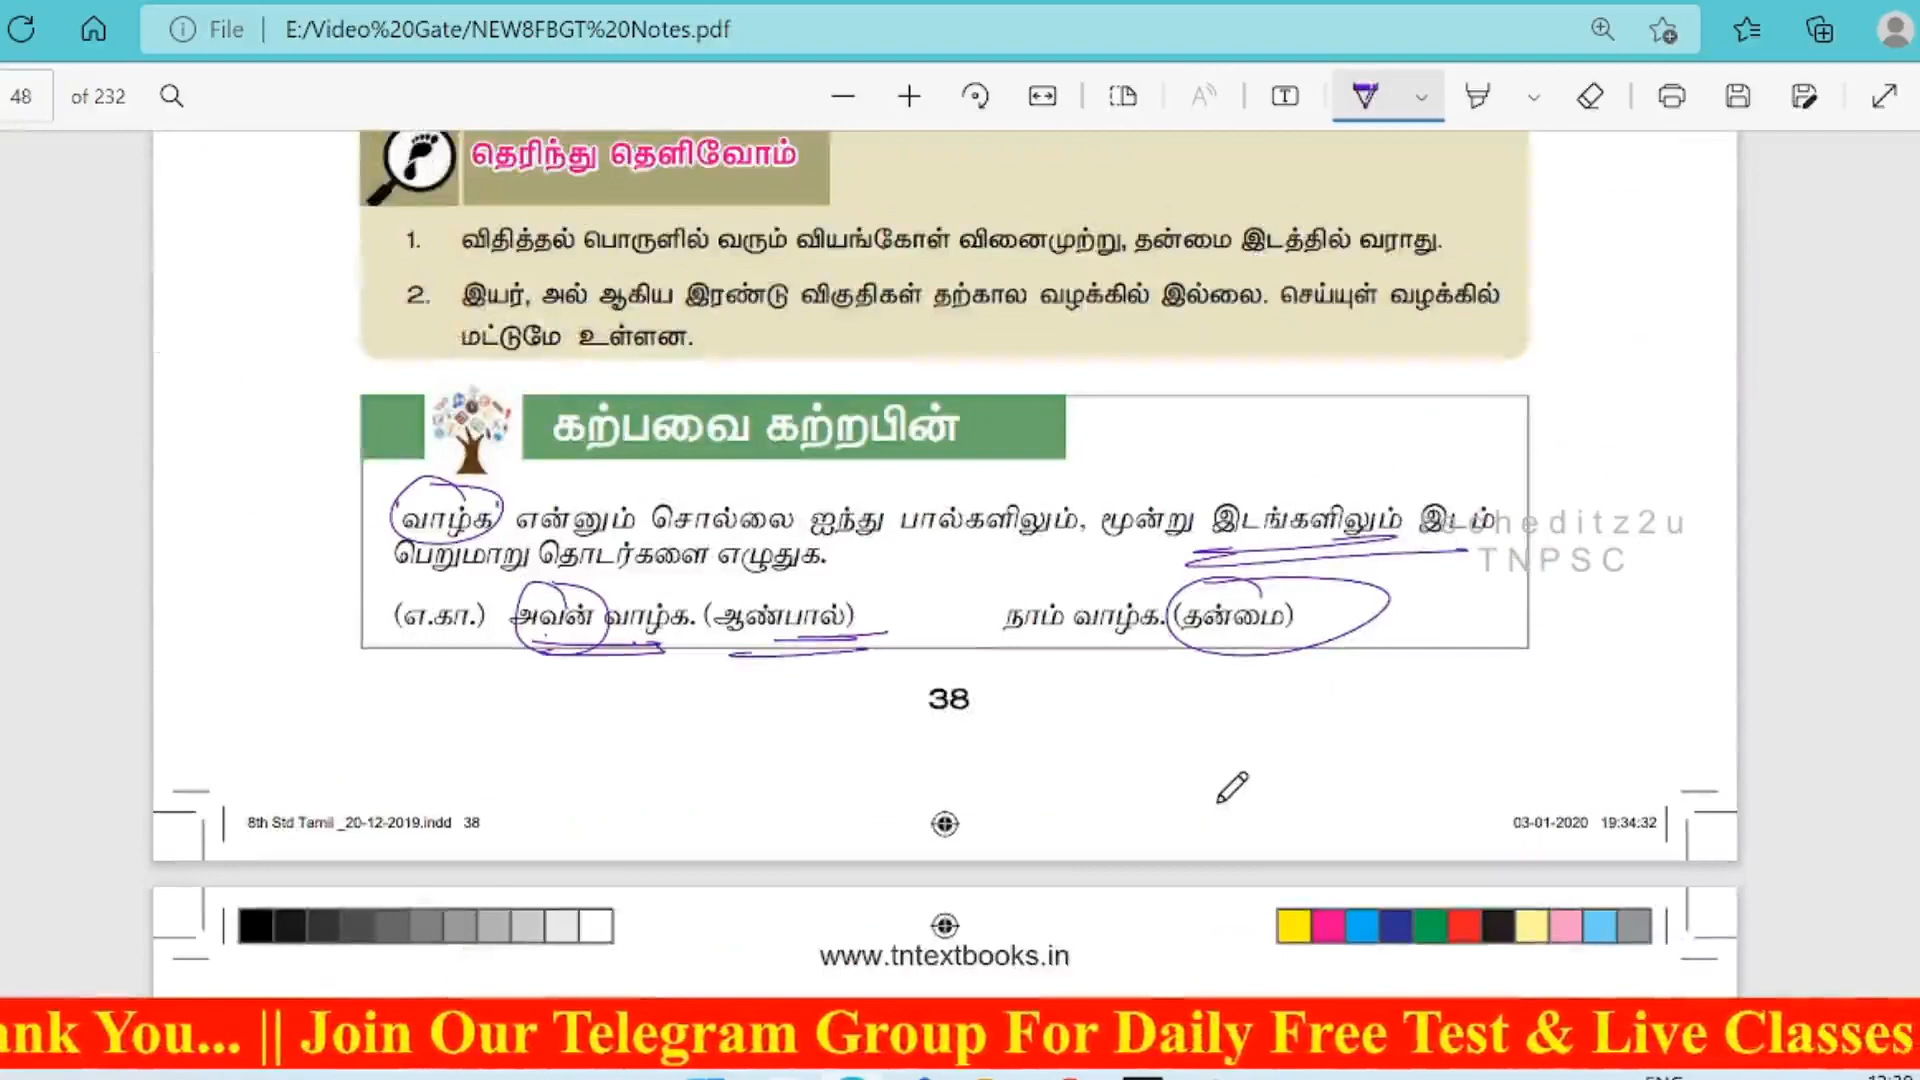 File
E:/Video%20Gate/NEW8FBGT%20Notes.pdf
48
of 232
தெரிந்து தெளிவோம்
1. விதித்தல் பொருளில் வரும் வியங்கோள் வினைமுற்று, தன்மை இடத்தில் வராது.
2. இயர், அல் ஆகிய இரண்டு விகுதிகள் தற்கால வழக்கில் இல்லை. செய்யுள் வழக்கில்
மட்டுமே உள்ளன.
கற்பவை கற்றபின்
'வாழ்க' என்னும் சொல்லை ஐந்து பால்களிலும், மூன்று இடங்களிலும் இடம்
பெறுமாறு தொடர்களை எழுதுக.
TNPSC
(எ.கா.) அவன் வாழ்க. (ஆண்பால்) நாம் வாழ்க. (தன்மை)
38
8th Std Tamil _20-12-2019.indd 38
03-01-2020 19:34:32
www.tntextbooks.in
ank You... || Join Our Telegram Group For Daily Free Test & Live Classes